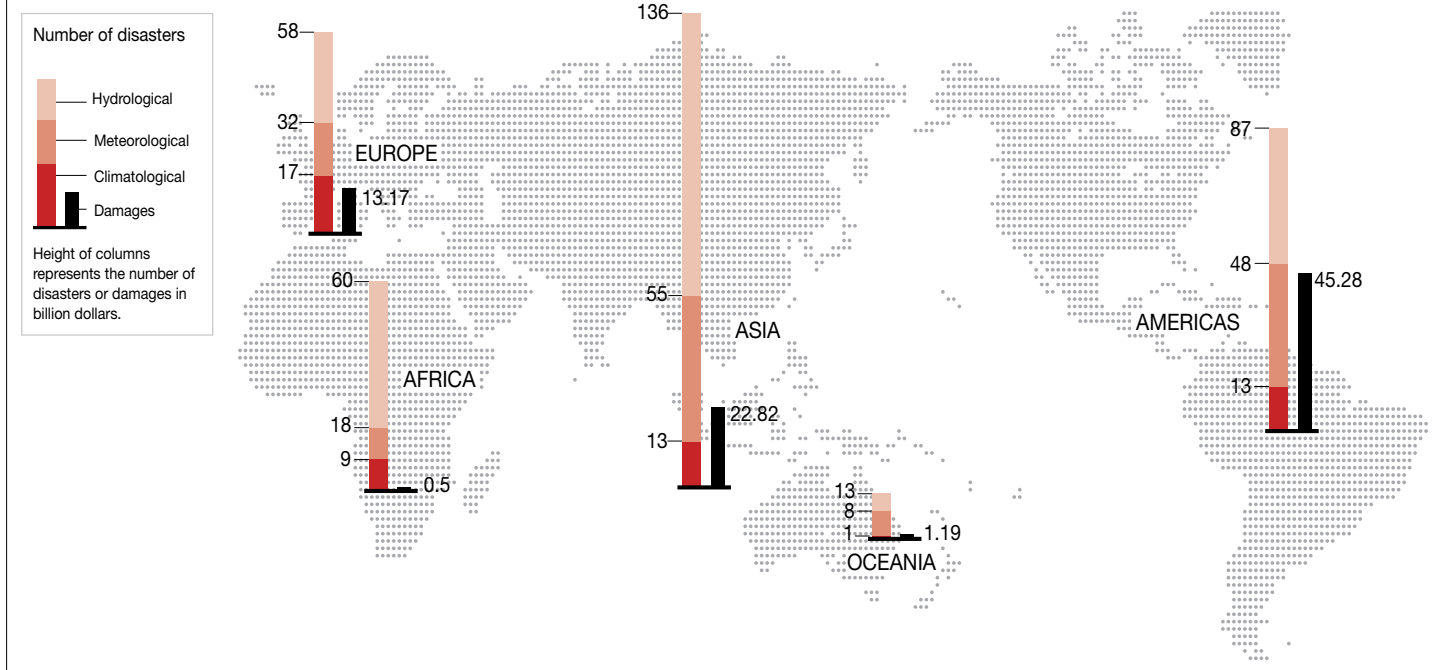 Number of disasters
Hydrological
Meteorological
Climatological
Damages
Height of columns
represents the number of
disasters or damages in
billion dollars.
58
32
17
EUROPE
13.17
60
18
9
AFRICA
0.5
136
55
13
ASIA
22.82
13
8
1
1.19
OCEANIA
87
48
13
AMERICAS
45.28